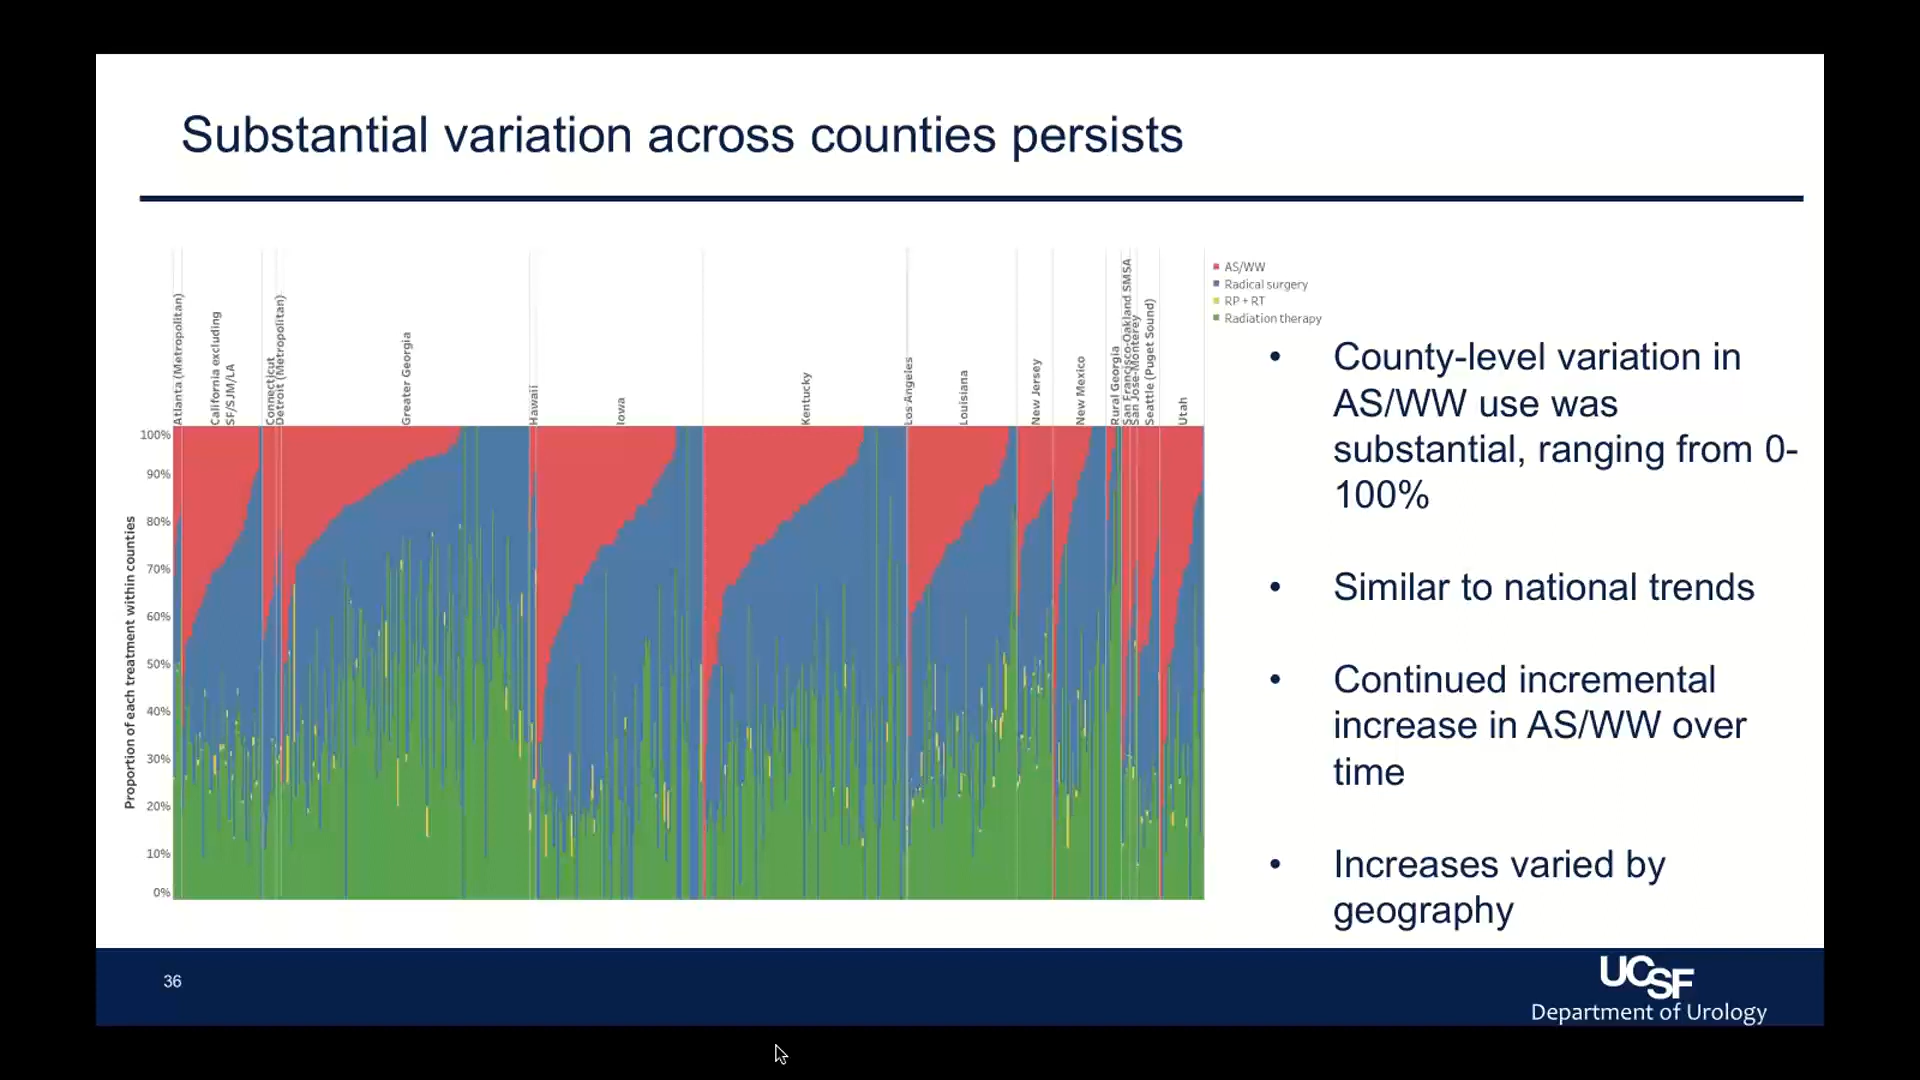 Substantial variation across counties persists
Atlanta (Metropolitan)
California excluding
SF/SJM/LA
Connecticut
Detroit (Metropolitan)
Greater Georgia
Hawaii
Iowa
Kentucky
Los Angeles
Louisiana
New Jersey
New Mexico
Rural Georgia
San Francisco-Oakland SMSA
San Jose-Monterey
Seattle (Puget Sound)
Utah
AS/WW
Radical surgery
RP + RT
Radiation therapy
Proportion of each treatment within counties
100%
90%
80%
70%
60%
50%
40%
30%
20%
10%
0%
• County-level variation in
AS/WW use was
substantial, ranging from 0-
100%
• Similar to national trends
• Continued incremental
increase in AS/WW over
time
• Increases varied by
geography
36
UCSF
Department of Urology